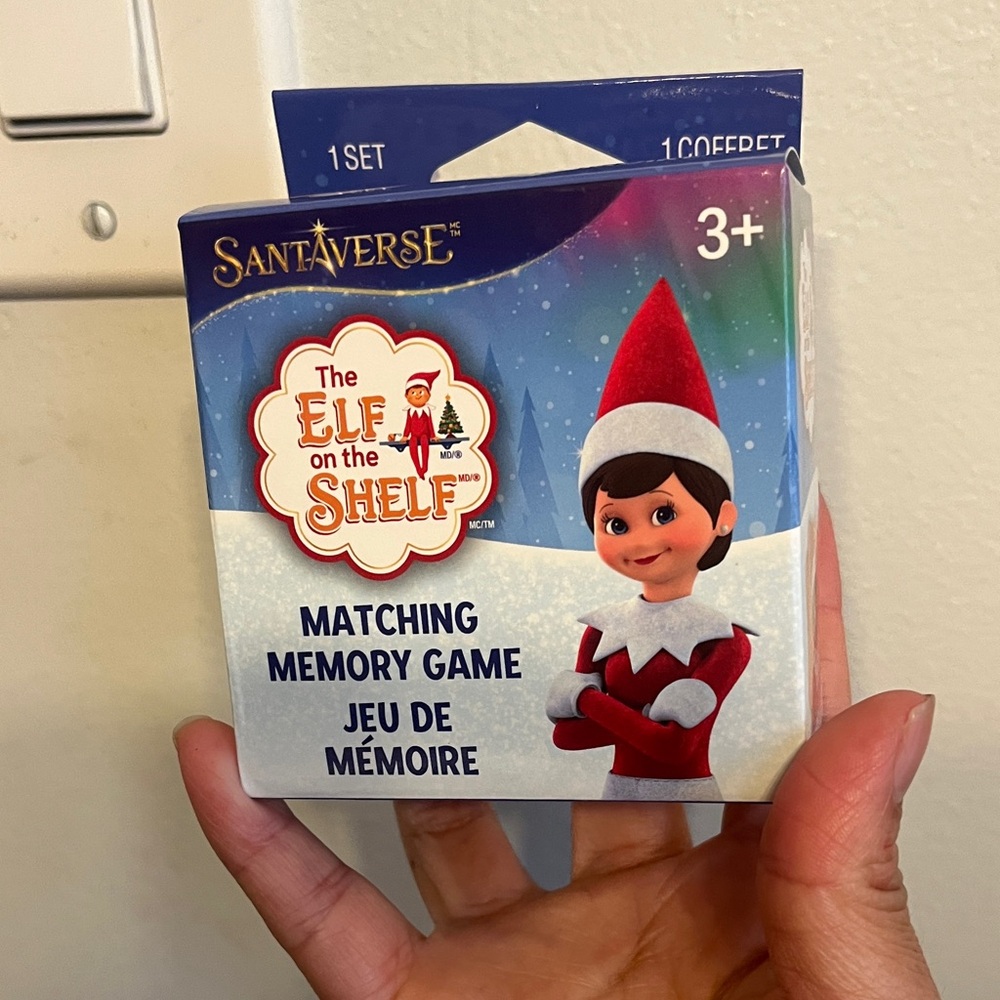 1 SET
1 COFFRET
SANTAVERSE MC TM
3+
The
ELF
on the
MD/®
SHELF MD/®
MC/TM
MATCHING
MEMORY GAME
JEU DE
MÉMOIRE